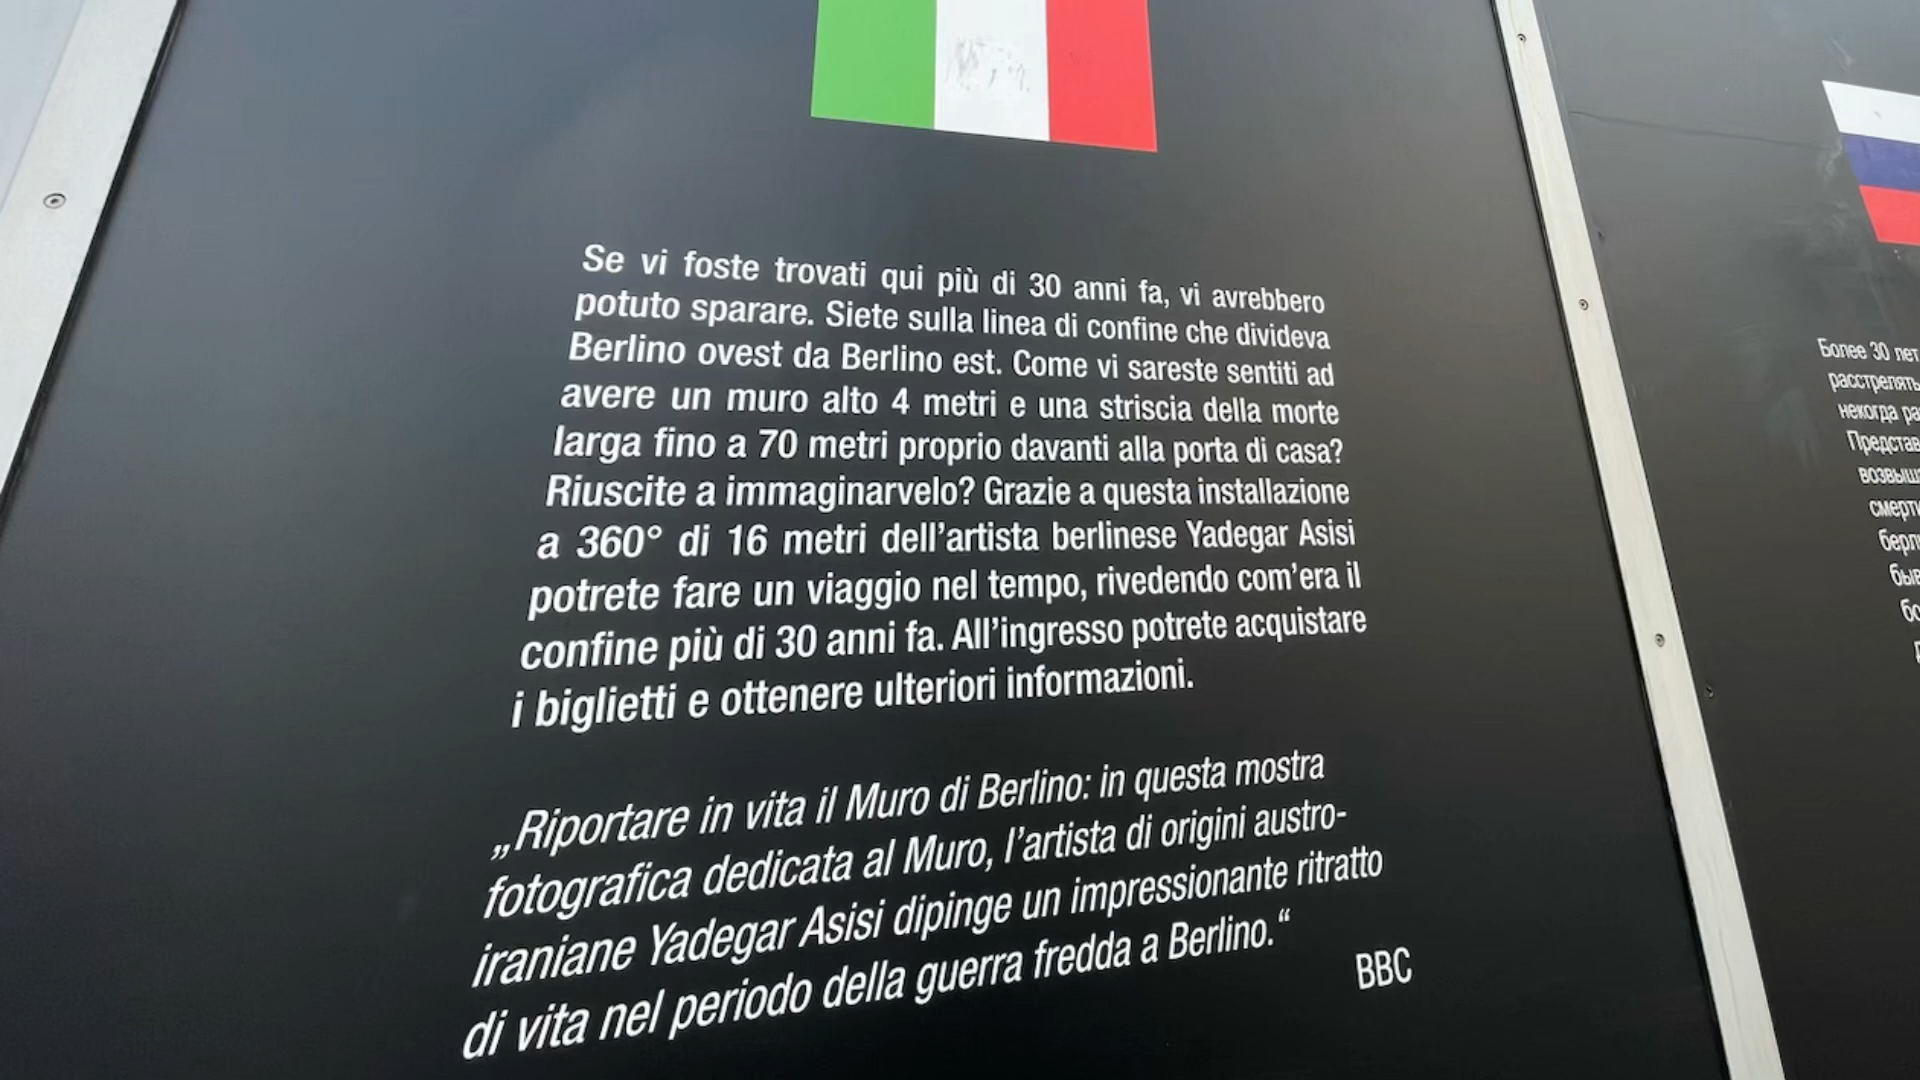 Se vi foste trovati qui più di 30 anni fa, vi avrebbero
potuto sparare. Siete sulla linea di confine che divideva
Berlino ovest da Berlino est. Come vi sareste sentiti ad
avere un muro alto 4 metri e una striscia della morte
larga fino a 70 metri proprio davanti alla porta di casa?
Riuscite a immaginarvelo? Grazie a questa installazione
a 360° di 16 metri dell’artista berlinese Yadegar Asisi
potrete fare un viaggio nel tempo, rivedendo com’era il
confine più di 30 anni fa. All’ingresso potrete acquistare
i biglietti e ottenere ulteriori informazioni.
„Riportare in vita il Muro di Berlino: in questa mostra
fotografica dedicata al Muro, l’artista di origini austro-
iraniane Yadegar Asisi dipinge un impressionante ritratto
di vita nel periodo della guerra fredda a Berlino.“
BBC
Более 30 лет
расстрелять
некогда